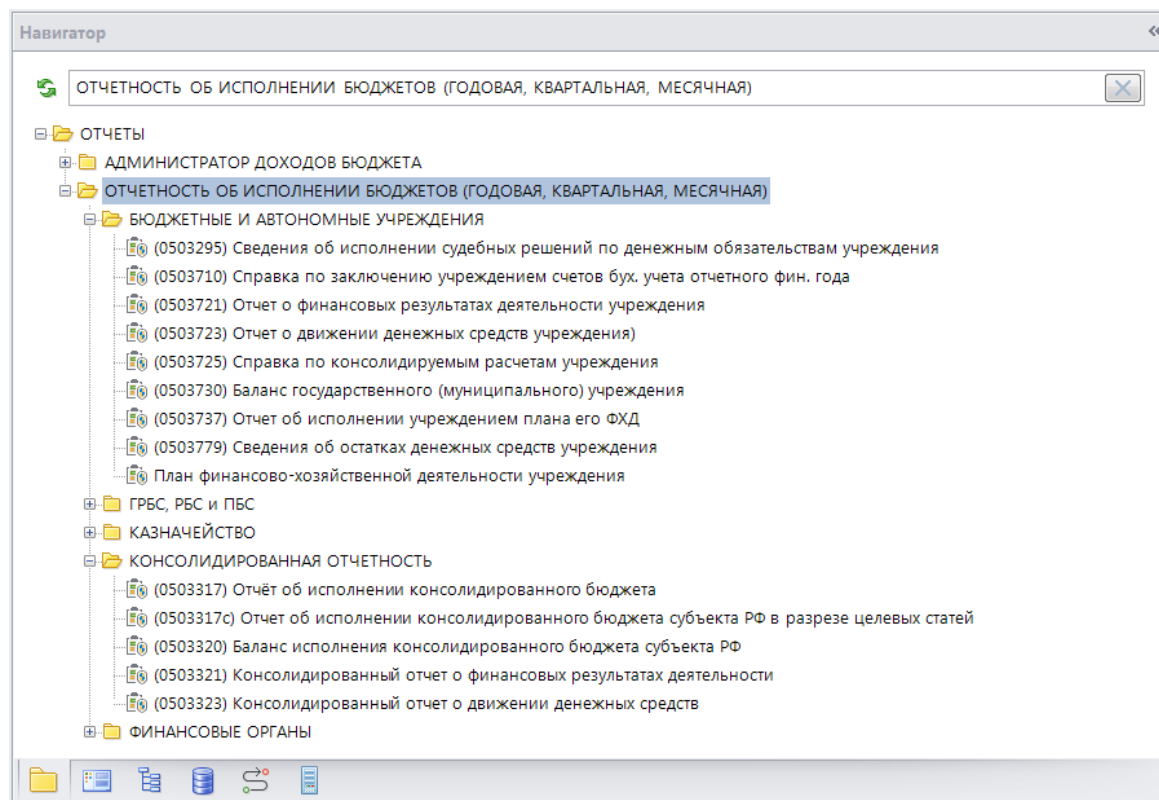 Навигатор
ОТЧЕТНОСТЬ ОБ ИСПОЛНЕНИИ БЮДЖЕТОВ (ГОДОВАЯ, КВАРТАЛЬНАЯ, МЕСЯЧНАЯ)
ОТЧЕТЫ
АДМИНИСТРАТОР ДОХОДОВ БЮДЖЕТА
ОТЧЕТНОСТЬ ОБ ИСПОЛНЕНИИ БЮДЖЕТОВ (ГОДОВАЯ, КВАРТАЛЬНАЯ, МЕСЯЧНАЯ)
БЮДЖЕТНЫЕ И АВТОНОМНЫЕ УЧРЕЖДЕНИЯ
(0503295) Сведения об исполнении судебных решений по денежным обязательствам учреждения
(0503710) Справка по заключению учреждением счетов бух. учета отчетного фин. года
(0503721) Отчет о финансовых результатах деятельности учреждения
(0503723) Отчет о движении денежных средств учреждения)
(0503725) Справка по консолидируемым расчетам учреждения
(0503730) Баланс государственного (муниципального) учреждения
(0503737) Отчет об исполнении учреждением плана его ФХД
(0503779) Сведения об остатках денежных средств учреждения
План финансово-хозяйственной деятельности учреждения
ГРБС, РБС и ПБС
КАЗНАЧЕЙСТВО
КОНСОЛИДИРОВАННАЯ ОТЧЕТНОСТЬ
(0503317) Отчёт об исполнении консолидированного бюджета
(0503317с) Отчет об исполнении консолидированного бюджета субъекта РФ в разрезе целевых статей
(0503320) Баланс исполнения консолидированного бюджета субъекта РФ
(0503321) Консолидированный отчет о финансовых результатах деятельности
(0503323) Консолидированный отчет о движении денежных средств
ФИНАНСОВЫЕ ОРГАНЫ